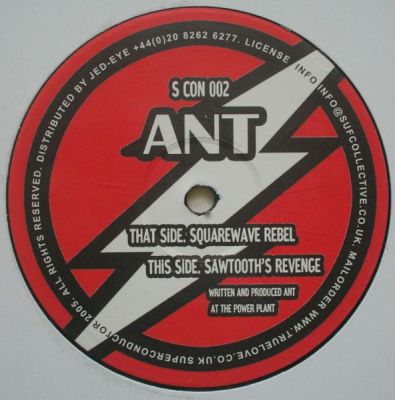 S CON 002
ANT
THAT SIDE. SQUAREWAVE REBEL
THIS SIDE. SAWTOOTH'S REVENGE
WRITTEN AND PRODUCED ANT
AT THE POWER PLANT
SUPERCONDUCTOR 2005. ALL RIGHTS RESERVED. DISTRIBUTED BY JED-EYE +44(0)20 8262 6277. LICENSE INFO INFO@SUFCOLLECTIVE.CO.UK. MAILORDER WWW.TRUELOVE.CO.UK